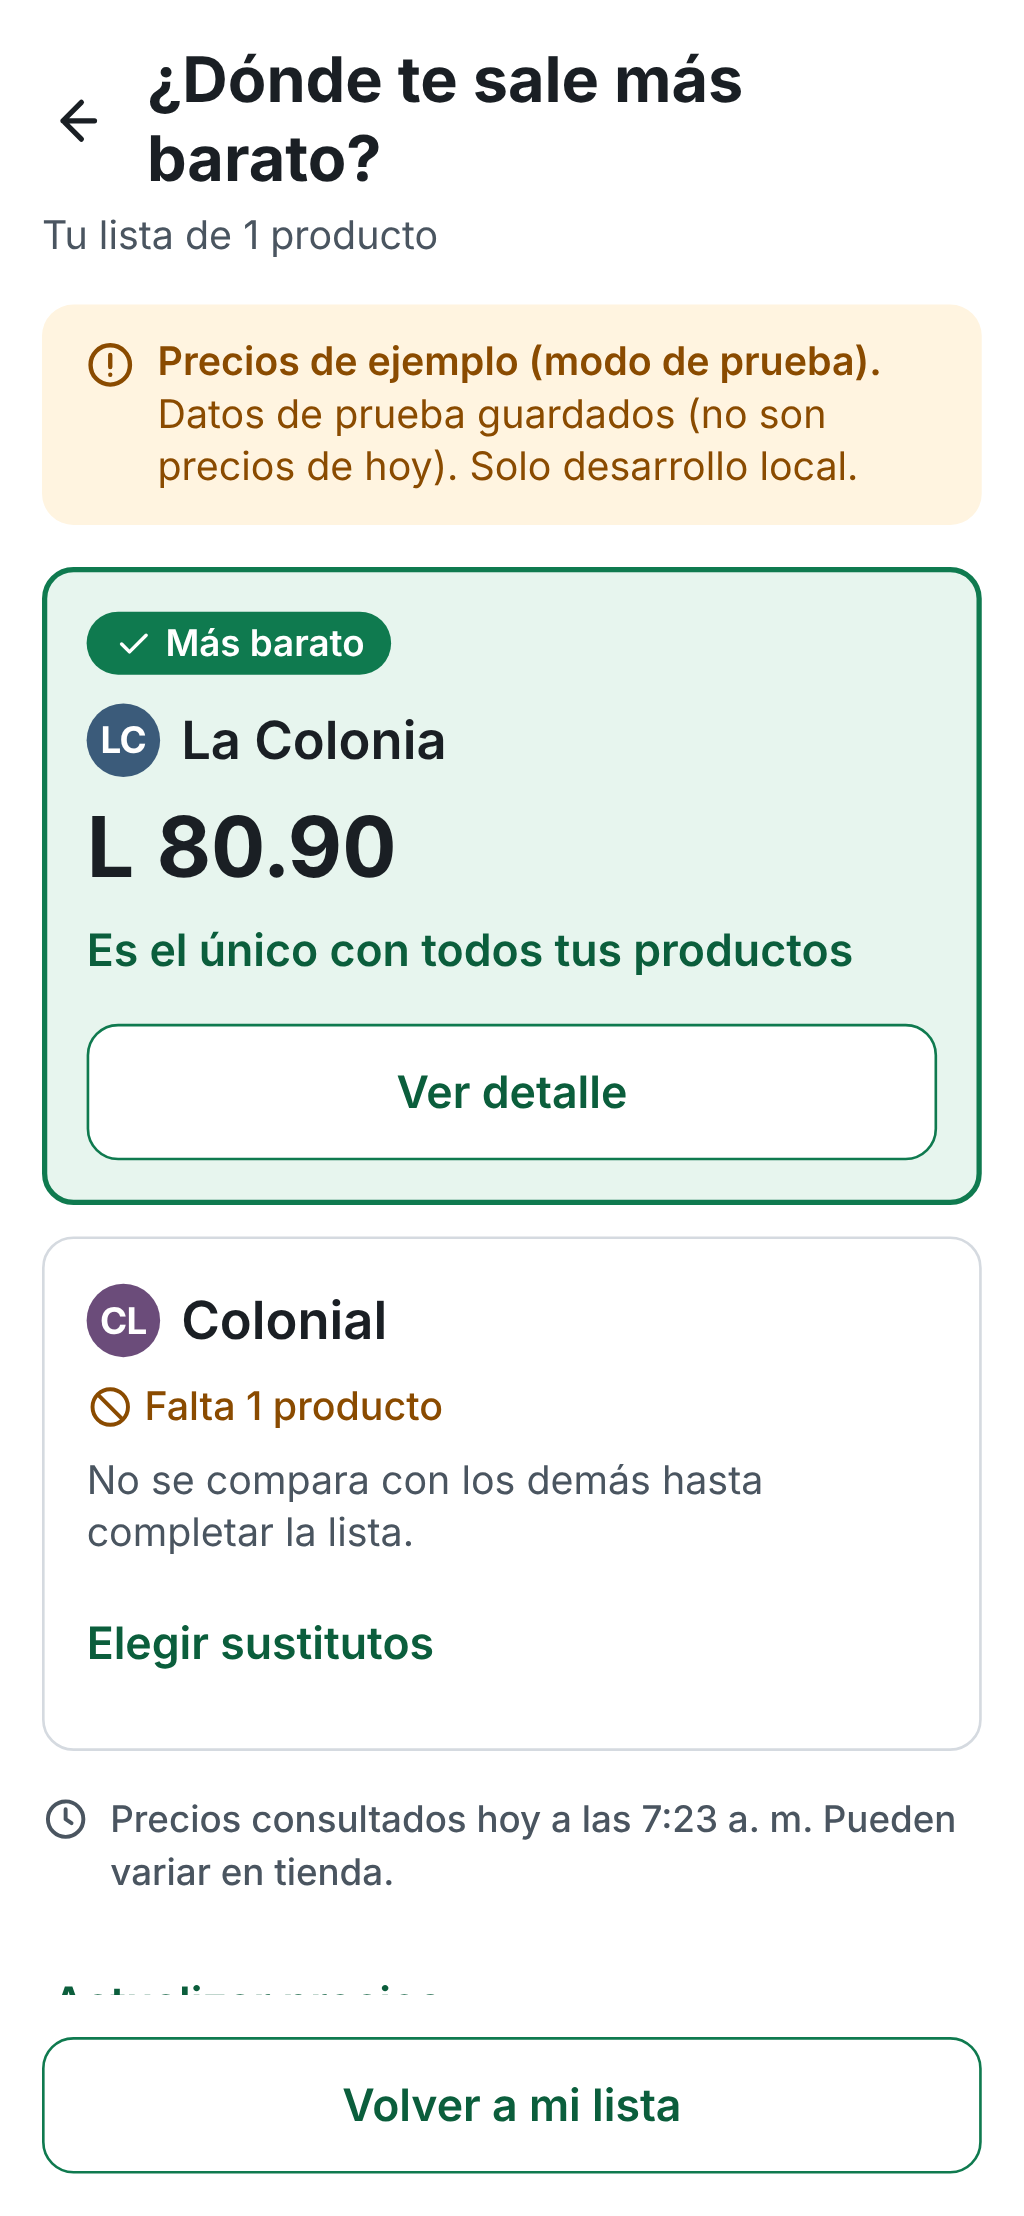 ¿Dónde te sale más
barato?
Tu lista de 1 producto
Precios de ejemplo (modo de prueba).
Datos de prueba guardados (no son
precios de hoy). Solo desarrollo local.
Más barato
LC La Colonia
L 80.90
Es el único con todos tus productos
Ver detalle
CL Colonial
Falta 1 producto
No se compara con los demás hasta
completar la lista.
Elegir sustitutos
Precios consultados hoy a las 7:23 a. m. Pueden
variar en tienda.
Actualizar precios
Volver a mi lista